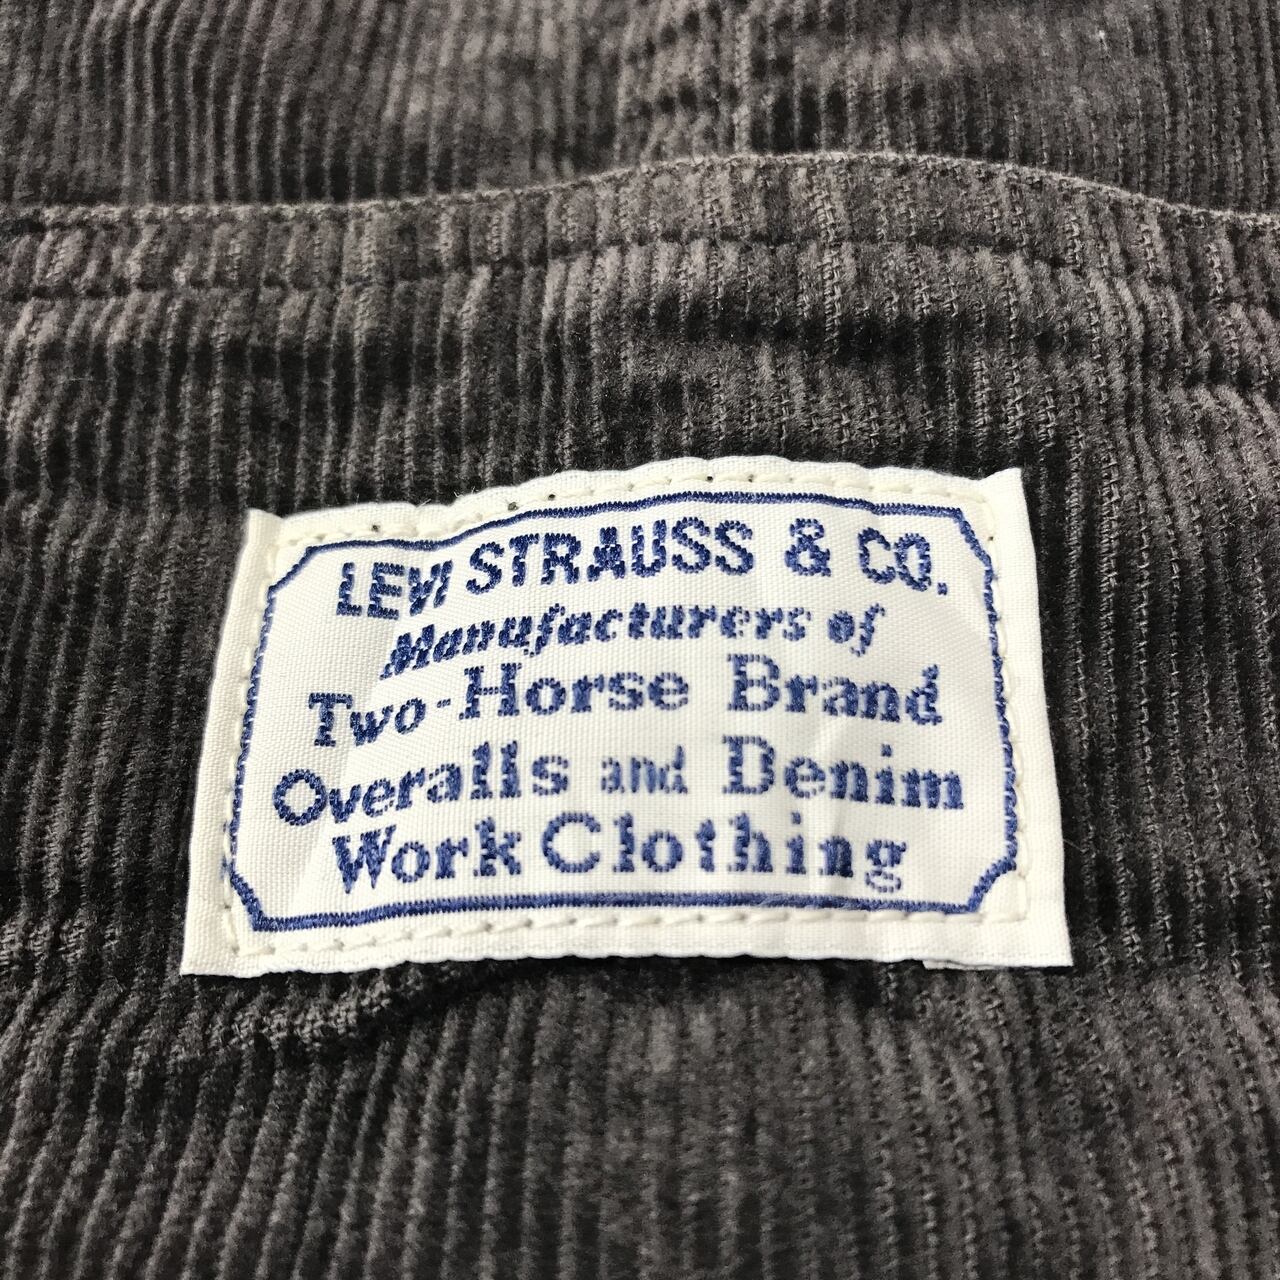 LEVI STRAUSS & CO.
Manufacturers of
Two-Horse Brand
Overalls and Denim
Work Clothing